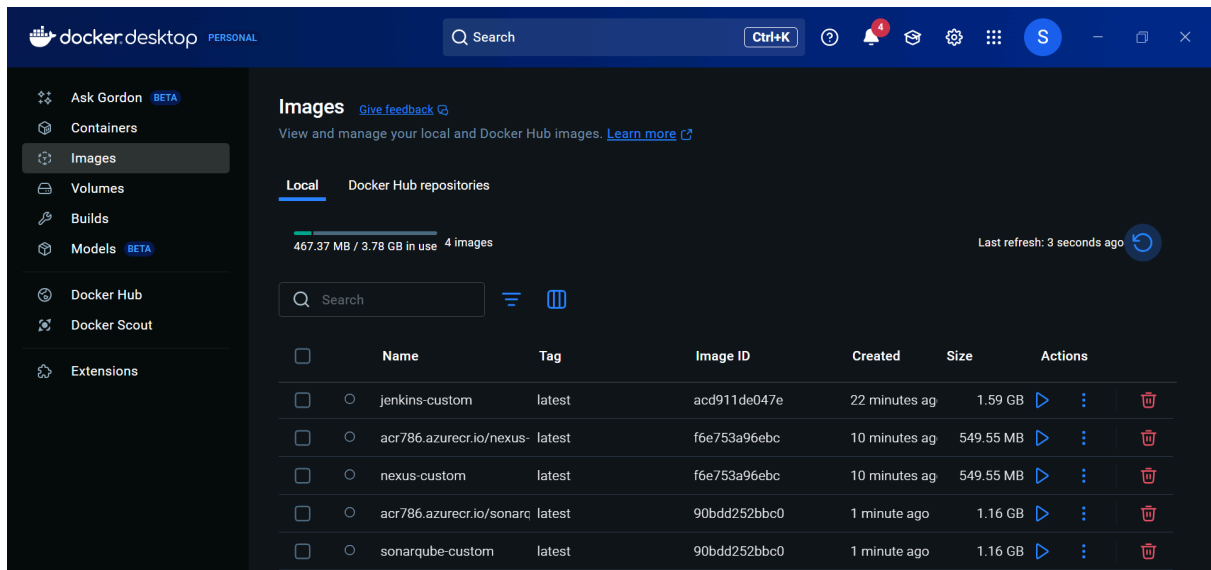 docker.desktop PERSONAL Search Ctrl+K 4 S
Ask Gordon BETA
Containers
Images
Volumes
Builds
Models BETA
Docker Hub
Docker Scout
Extensions
Images Give feedback
View and manage your local and Docker Hub images. Learn more
Local Docker Hub repositories
467.37 MB / 3.78 GB in use 4 images Last refresh: 3 seconds ago
Search
Name Tag Image ID Created Size Actions
jenkins-custom latest acd911de047e 22 minutes ag 1.59 GB
acr786.azurecr.io/nexus- latest f6e753a96ebc 10 minutes ag 549.55 MB
nexus-custom latest f6e753a96ebc 10 minutes ag 549.55 MB
acr786.azurecr.io/sonarq latest 90bdd252bbc0 1 minute ago 1.16 GB
sonarqube-custom latest 90bdd252bbc0 1 minute ago 1.16 GB